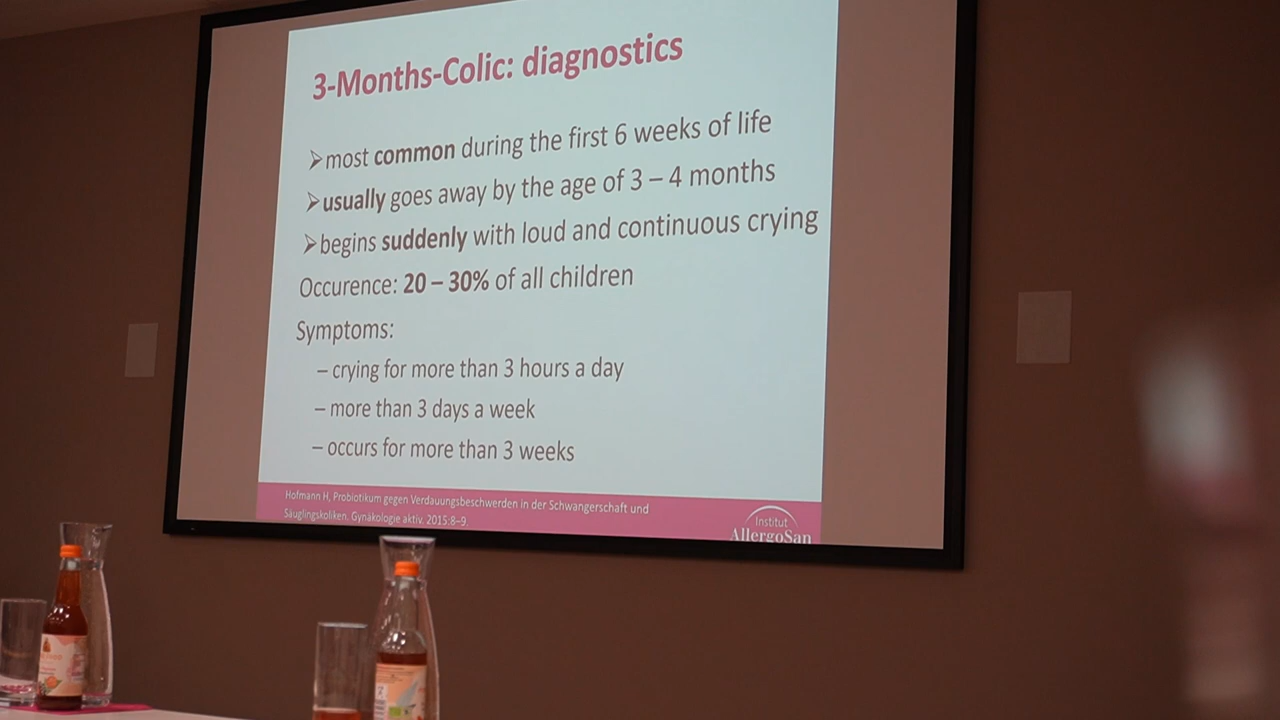 3-Months-Colic: diagnostics
➢most common during the first 6 weeks of life
➢usually goes away by the age of 3 – 4 months
➢begins suddenly with loud and continuous crying
Occurence: 20 – 30% of all children
Symptoms:
– crying for more than 3 hours a day
– more than 3 days a week
– occurs for more than 3 weeks
Hofmann H, Probiotikum gegen Verdauungsbeschwerden in der Schwangerschaft und
Säuglingskoliken. Gynäkologie aktiv. 2015:8–9.
Institut
AllergoSan